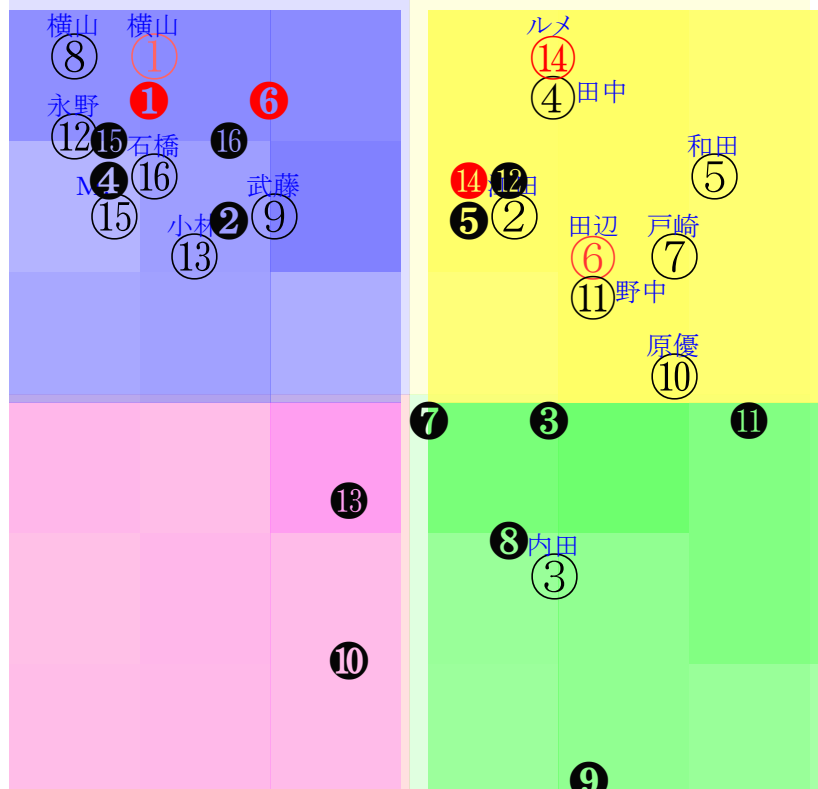 横山 横山 ルメ
⑧ ① ⑭
④ 田中
❶ ❻
永野
⑫ ⓯ 石橋 ⓰ 和田
❹ ⑯ 武藤 ⓮ ⓬ ⑤
⑮ 小林 ❷ ⑨ ❺ ② 田辺 戸崎
⑬ ⑥ ⑦
⑪ 野中
原優
⑩
❼ ❸ ⓫
⓭
❽ 内田
③
❿
❾